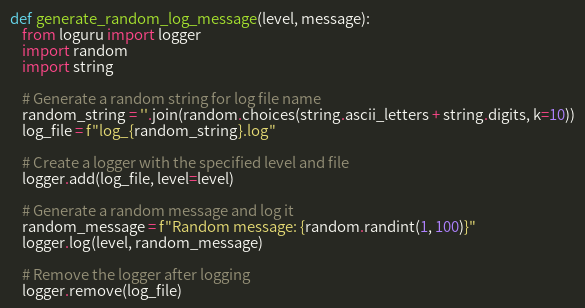 def generate_random_log_message(level, message):
    from loguru import logger
    import random
    import string

    # Generate a random string for log file name
    random_string = ''.join(random.choices(string.ascii_letters + string.digits, k=10))
    log_file = f"log_{random_string}.log"

    # Create a logger with the specified level and file
    logger.add(log_file, level=level)

    # Generate a random message and log it
    random_message = f"Random message: {random.randint(1, 100)}"
    logger.log(level, random_message)

    # Remove the logger after logging
    logger.remove(log_file)